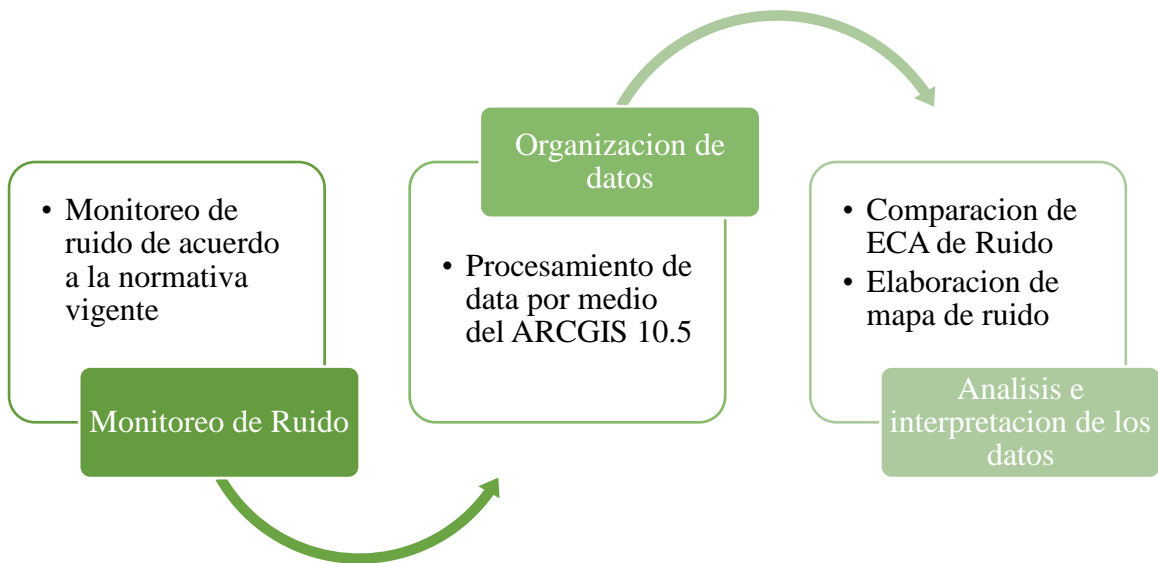 • Monitoreo de
ruido de acuerdo
a la normativa
vigente
Monitoreo de Ruido
Organizacion de
datos
• Procesamiento de
data por medio
del ARCGIS 10.5
• Comparacion de
ECA de Ruido
• Elaboracion de
mapa de ruido
Analisis e
interpretacion de los
datos